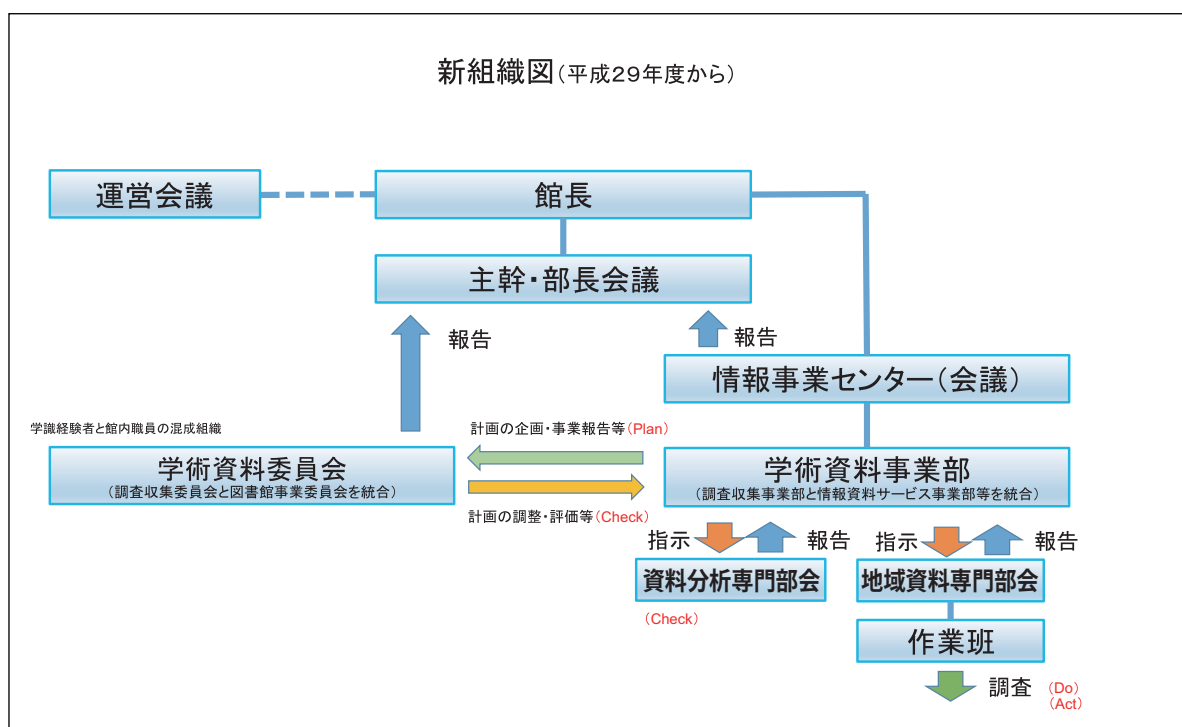 新組織図(平成29年度から)
運営会議
館長
主幹・部長会議
報告
報告
情報事業センター(会議)
学識経験者と館内職員の混成組織
計画の企画・事業報告等(Plan)
学術資料委員会
(調査収集委員会と図書館事業委員会を統合)
学術資料事業部
(調査収集事業部と情報資料サービス事業部等を統合)
計画の調整・評価等(Check)
指示
報告
指示
報告
資料分析専門部会
地域資料専門部会
(Check)
作業班
調査
(Do)
(Act)